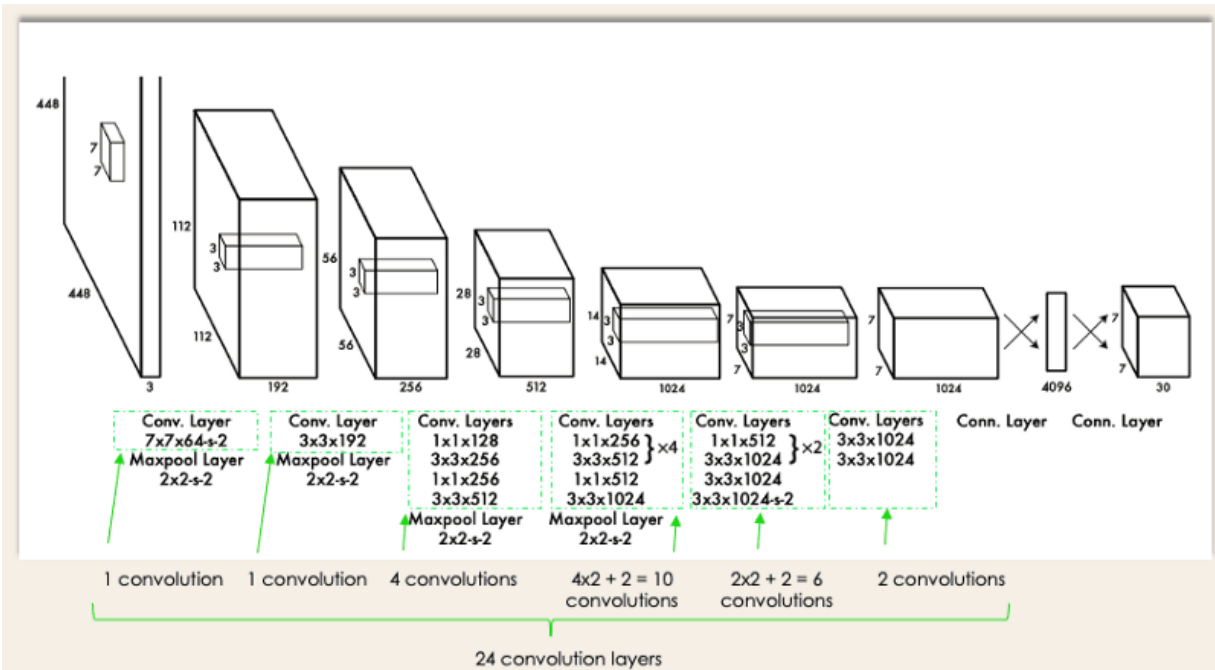 448
7
7
448
3
112
3
3
112
192
56
3
3
56
256
28
3
3
28
512
14
3
3
14
1024
7
3
3
7
1024
7
7
1024
4096
7
7
30
Conv. Layer
7x7x64-s-2
Maxpool Layer
2x2-s-2
Conv. Layer
3x3x192
Maxpool Layer
2x2-s-2
Conv. Layers
1x1x128
3x3x256
1x1x256
3x3x512
Maxpool Layer
2x2-s-2
Conv. Layers
1x1x256
3x3x512 }×4
1x1x512
3x3x1024
Maxpool Layer
2x2-s-2
Conv. Layers
1x1x512
3x3x1024 }×2
3x3x1024
3x3x1024-s-2
Conv. Layers
3x3x1024
3x3x1024
Conn. Layer
Conn. Layer
1 convolution
1 convolution
4 convolutions
4x2 + 2 = 10
convolutions
2x2 + 2 = 6
convolutions
2 convolutions
24 convolution layers